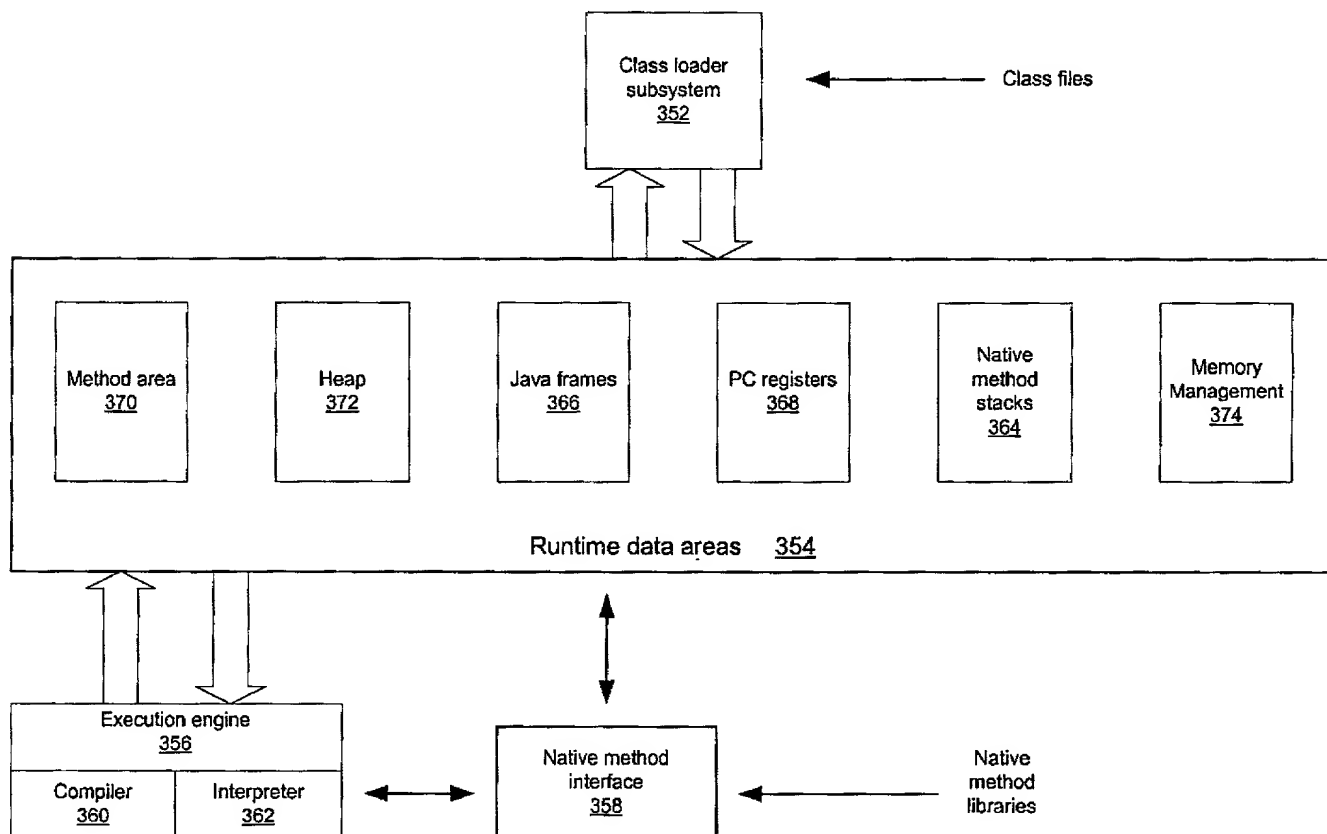 Class loader
subsystem
352
Class files
Method area
370
Heap
372
Java frames
366
PC registers
368
Native
method
stacks
364
Memory
Management
374
Runtime data areas 354
Execution engine
356
Compiler
360
Interpreter
362
Native method
interface
358
Native
method
libraries